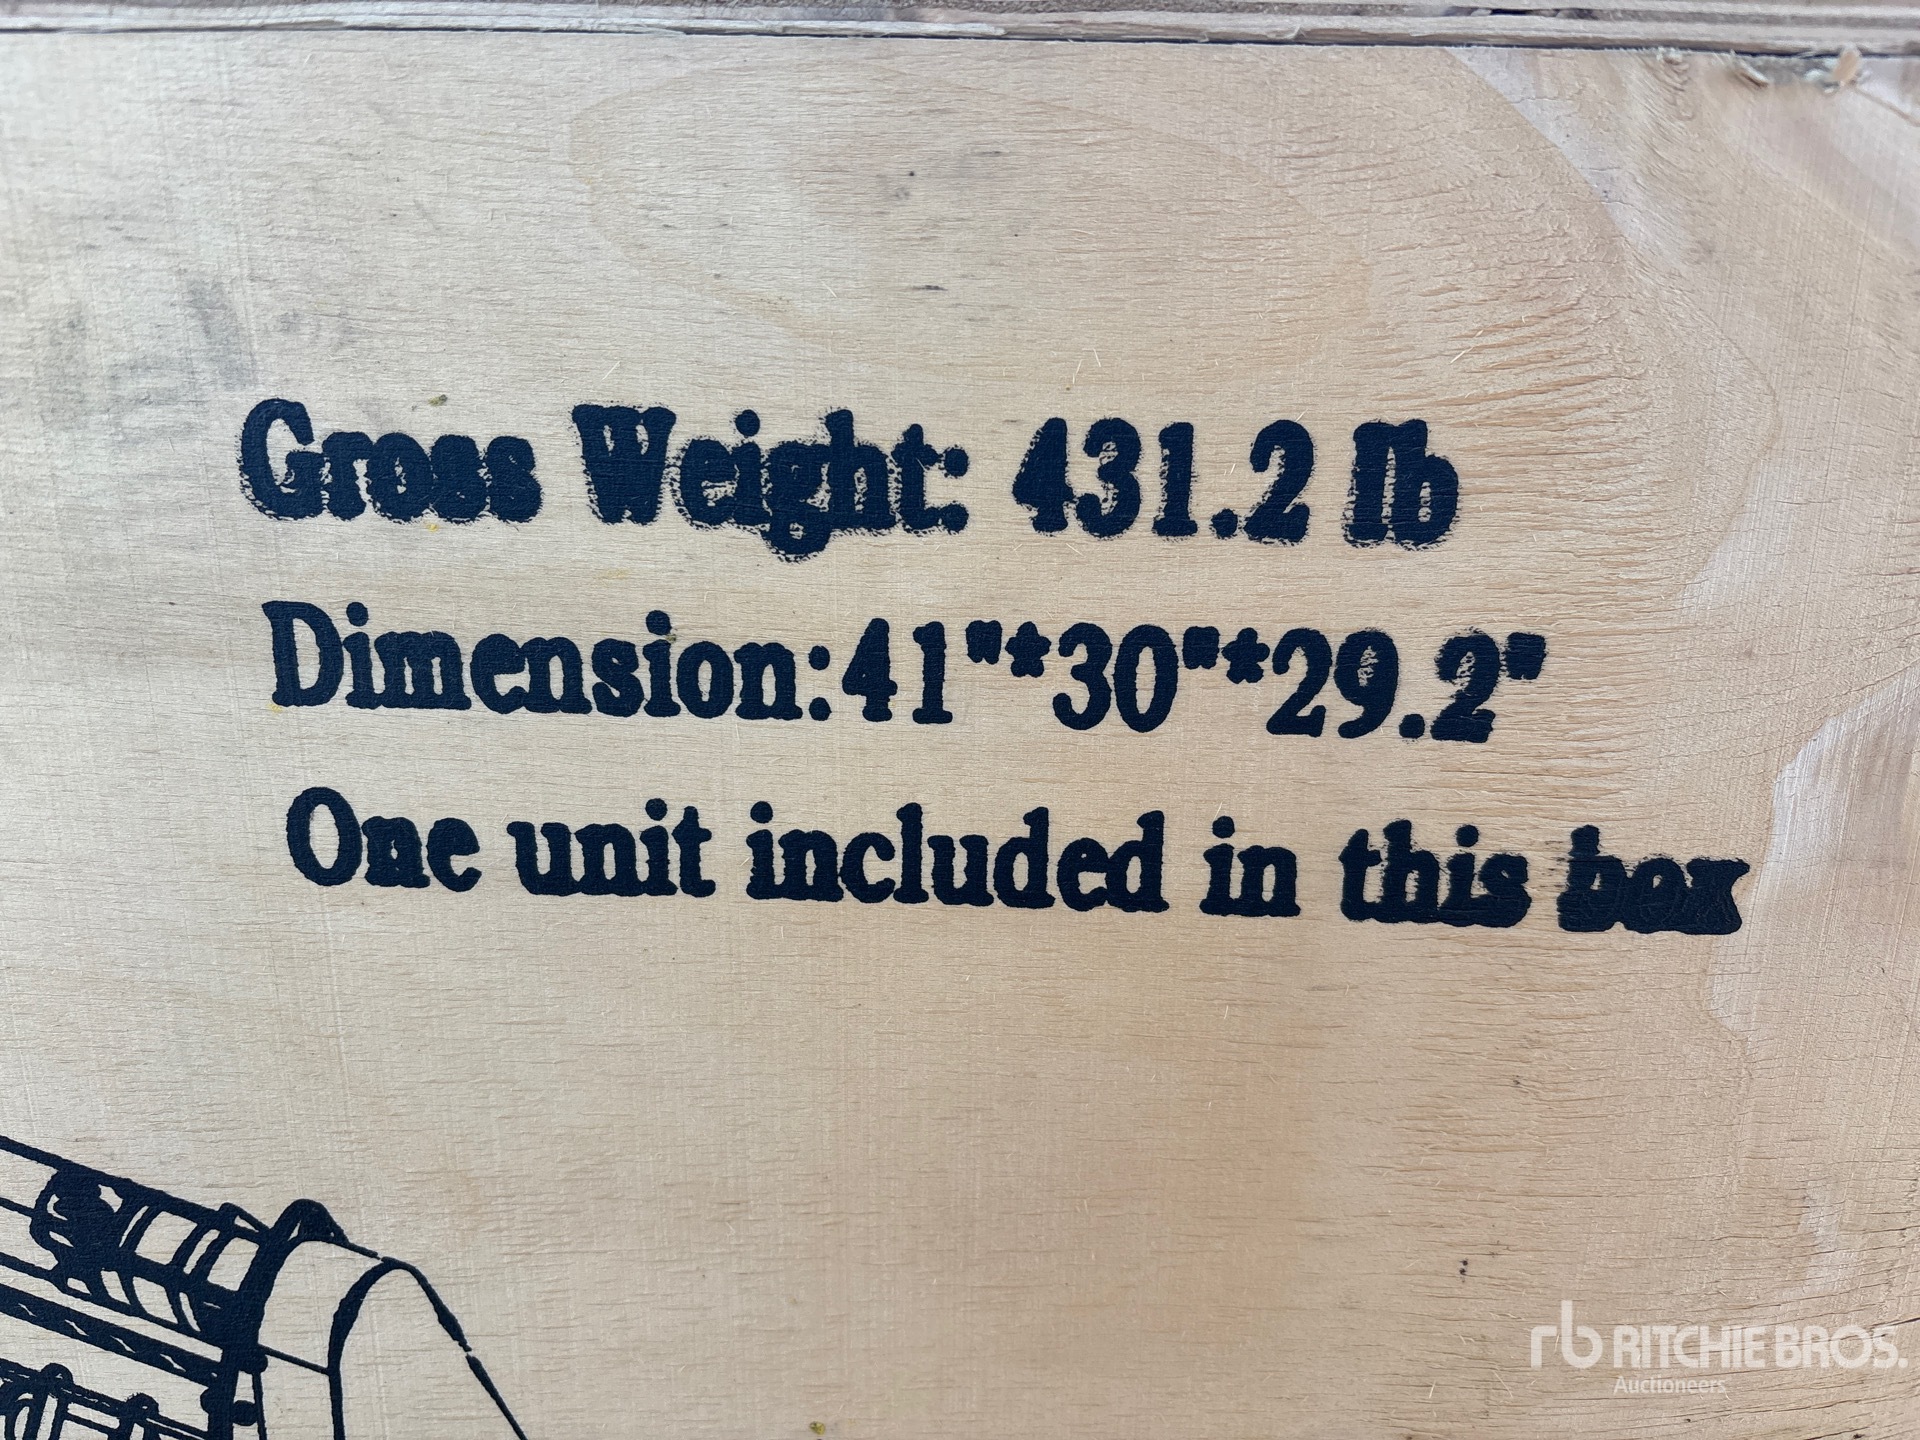 Gross Weight: 431.2 lb
Dimension:41"*30"*29.2"
One unit included in this box
rb RITCHIE BROS.
Auctioneers